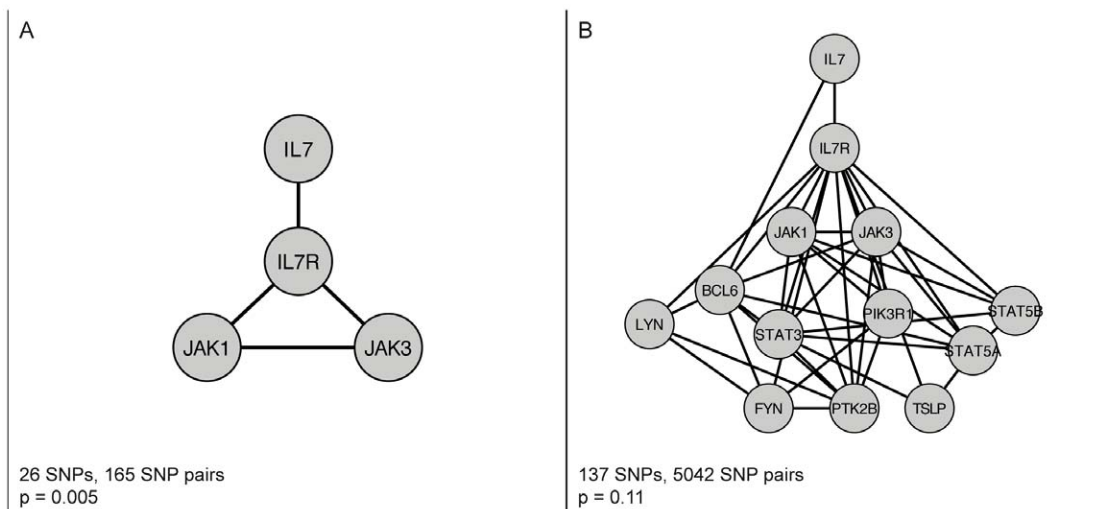 A
IL7
IL7R
JAK1 JAK3
26 SNPs, 165 SNP pairs
p = 0.005
B
IL7
IL7R
JAK1 JAK3
BCL6
LYN STAT3 PIK3R1 STAT5B
STAT5A
FYN PTK2B TSLP
137 SNPs, 5042 SNP pairs
p = 0.11